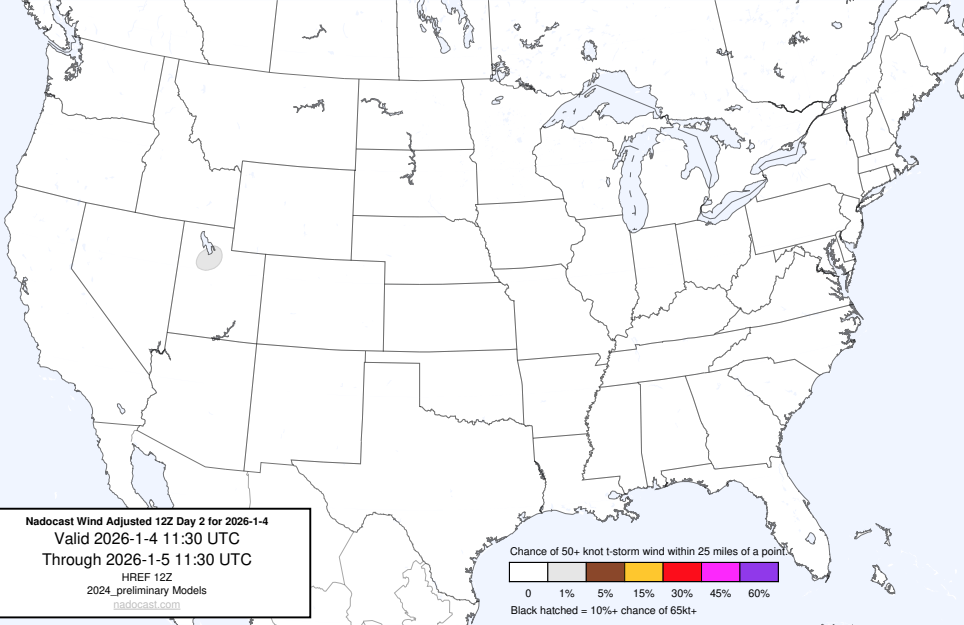 Nadocast Wind Adjusted 12Z Day 2 for 2026-1-4
Valid 2026-1-4 11:30 UTC
Through 2026-1-5 11:30 UTC
HREF 12Z
2024_preliminary Models
nadocast.com
Chance of 50+ knot t-storm wind within 25 miles of a point.
0 1% 5% 15% 30% 45% 60%
Black hatched = 10%+ chance of 65kt+